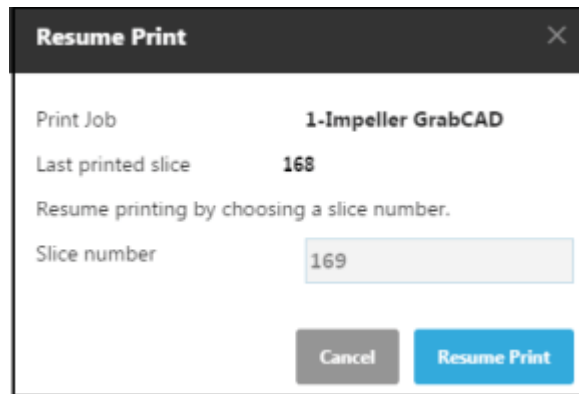 Resume Print
Print Job 1-Impeller GrabCAD
Last printed slice 168
Resume printing by choosing a slice number.
Slice number 169
Cancel Resume Print